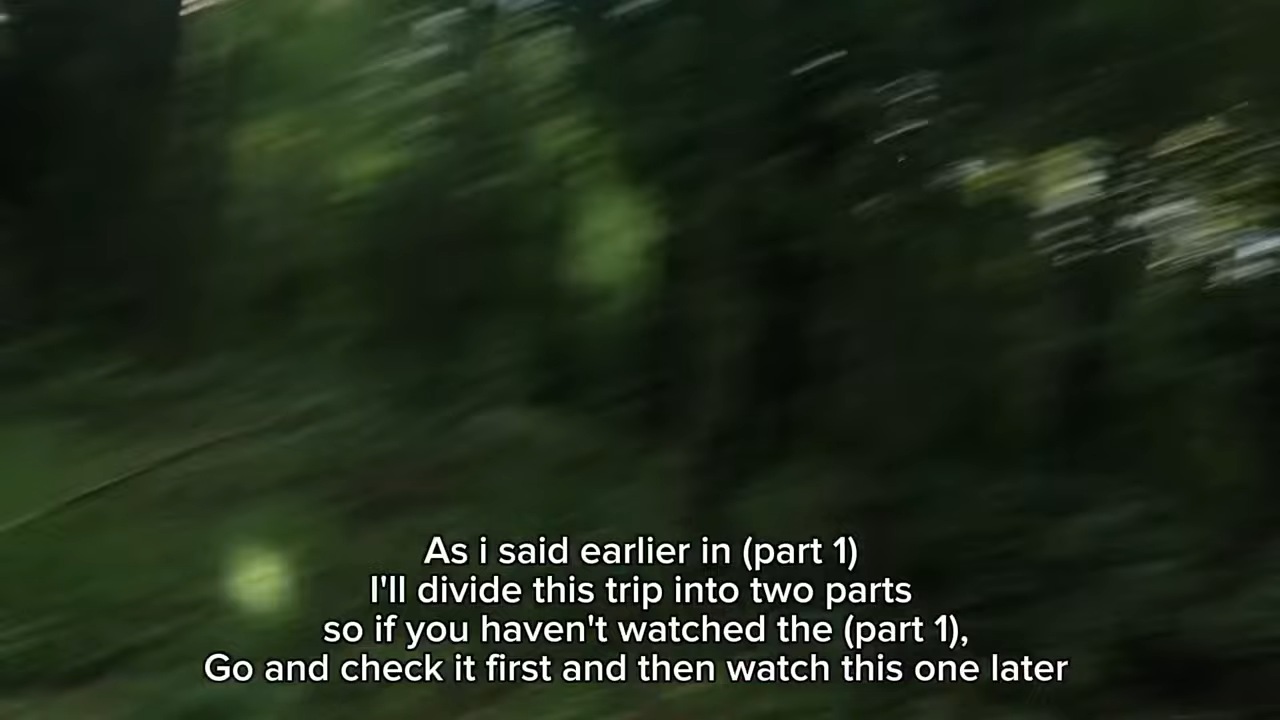 As i said earlier in (part 1)
I'll divide this trip into two parts
so if you haven't watched the (part 1),
Go and check it first and then watch this one later